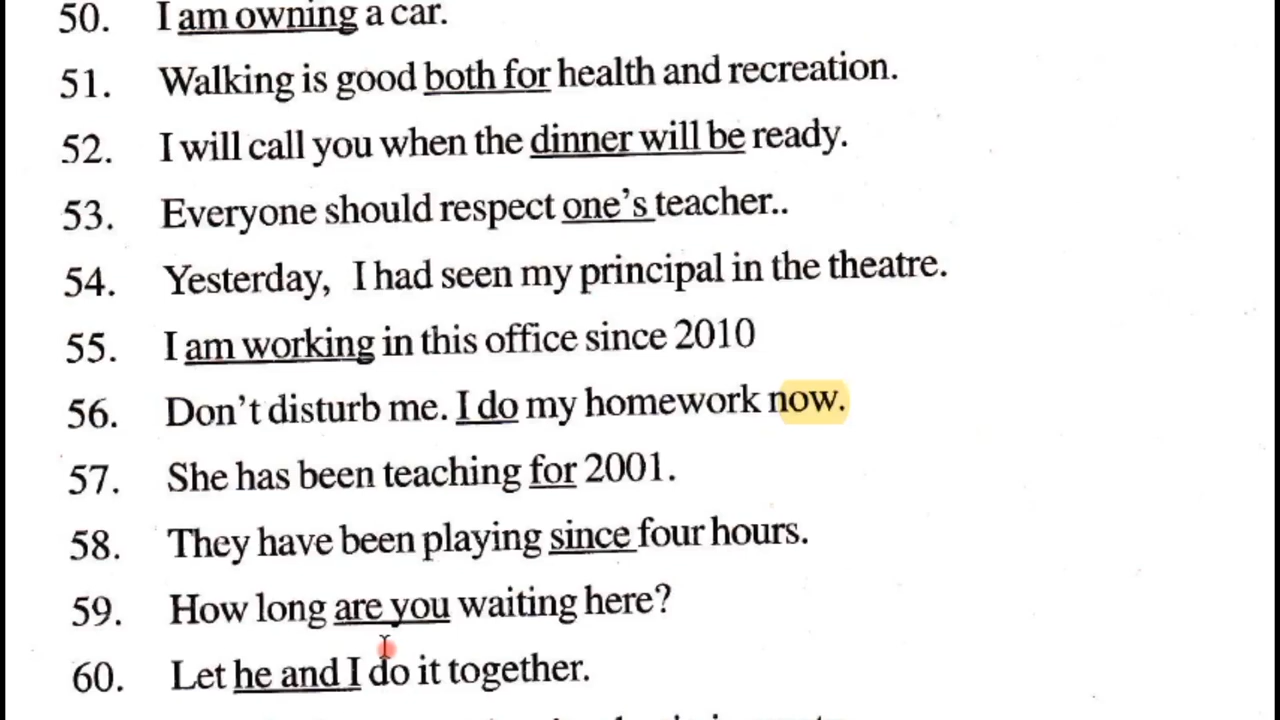 50. I am owning a car.
51. Walking is good both for health and recreation.
52. I will call you when the dinner will be ready.
53. Everyone should respect one's teacher..
54. Yesterday, I had seen my principal in the theatre.
55. I am working in this office since 2010
56. Don't disturb me. I do my homework now.
57. She has been teaching for 2001.
58. They have been playing since four hours.
59. How long are you waiting here?
60. Let he and I do it together.